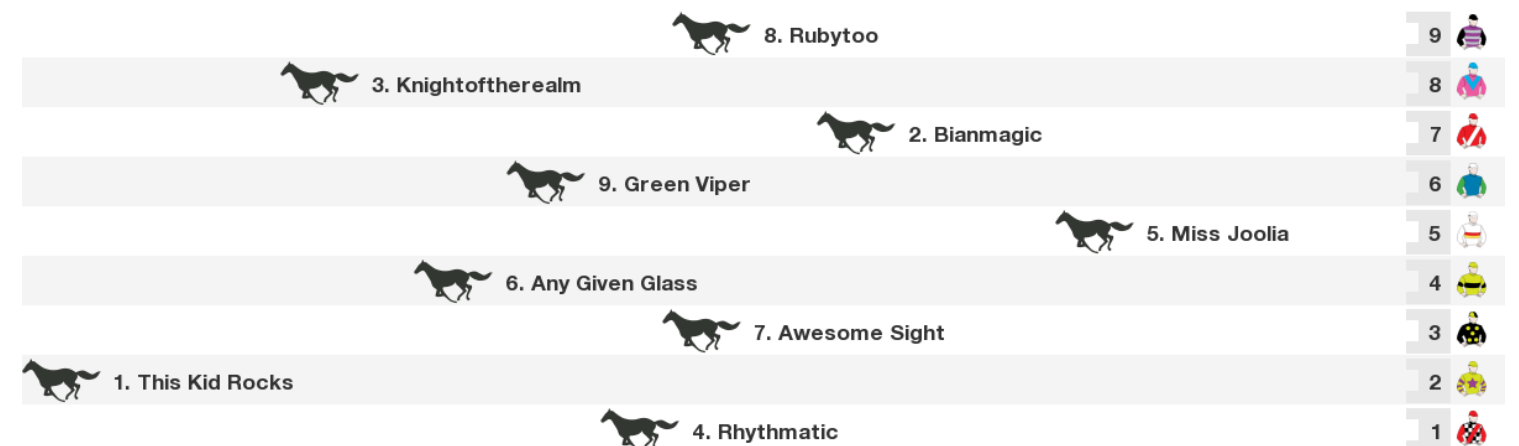 8. Rubytoo 9
3. Knightoftherealm 8
2. Bianmagic 7
9. Green Viper 6
5. Miss Joolia 5
6. Any Given Glass 4
7. Awesome Sight 3
1. This Kid Rocks 2
4. Rhythmatic 1